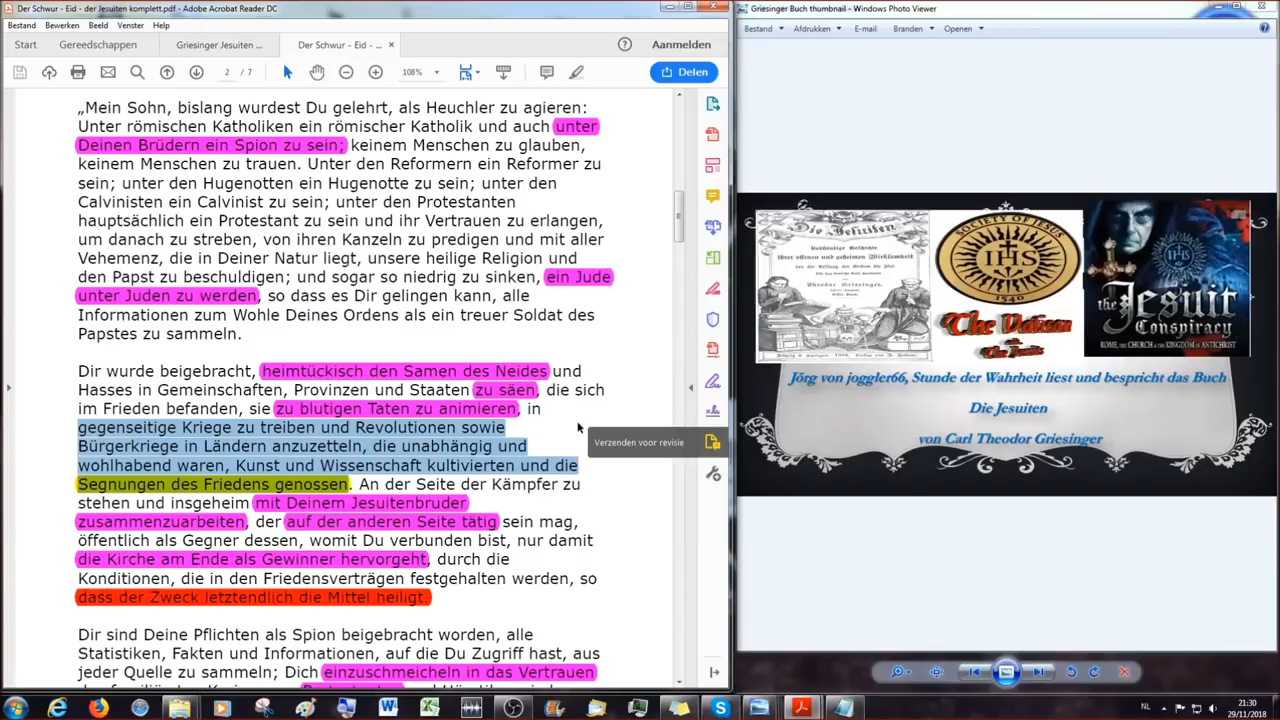 Der Schwur - Eid - der Jesuiten komplett.pdf - Adobe Acrobat Reader DC
Bestand Bewerken Beeld Venster Help
Start Gereedschappen Griesinger Jesuiten ... Der Schwur - Eid - ... × Aanmelden
2 / 7 108% Delen
„Mein Sohn, bislang wurdest Du gelehrt, als Heuchler zu agieren:
Unter römischen Katholiken ein römischer Katholik und auch unter
Deinen Brüdern ein Spion zu sein; keinem Menschen zu glauben,
keinem Menschen zu trauen. Unter den Reformern ein Reformer zu
sein; unter den Hugenotten ein Hugenotte zu sein; unter den
Calvinisten ein Calvinist zu sein; unter den Protestanten
hauptsächlich ein Protestant zu sein und ihr Vertrauen zu erlangen,
um danach zu streben, von ihren Kanzeln zu predigen und mit aller
Vehemenz, die in Deiner Natur liegt, unsere heilige Religion und
den Papst zu beschuldigen; und sogar so niedrig zu sinken, ein Jude
unter Juden zu werden, so dass es Dir gelingen kann, alle
Informationen zum Wohle Deines Ordens als ein treuer Soldat des
Papstes zu sammeln.
Dir wurde beigebracht, heimtückisch den Samen des Neides und
Hasses in Gemeinschaften, Provinzen und Staaten zu säen, die sich
im Frieden befanden, sie zu blutigen Taten zu animieren, in
gegenseitige Kriege zu treiben und Revolutionen sowie
Bürgerkriege in Ländern anzuzetteln, die unabhängig und
wohlhabend waren, Kunst und Wissenschaft kultivierten und die
Segnungen des Friedens genossen. An der Seite der Kämpfer zu
stehen und insgeheim mit Deinem Jesuitenbruder
zusammenzuarbeiten, der auf der anderen Seite tätig sein mag,
öffentlich als Gegner dessen, womit Du verbunden bist, nur damit
die Kirche am Ende als Gewinner hervorgeht, durch die
Konditionen, die in den Friedensverträgen festgehalten werden, so
dass der Zweck letztendlich die Mittel heiligt.
Dir sind Deine Pflichten als Spion beigebracht worden, alle
Statistiken, Fakten und Informationen, auf die Du Zugriff hast, aus
jeder Quelle zu sammeln; Dich einzuschmeicheln in das Vertrauen
Verzenden voor revisie
Griesinger Buch thumbnail - Windows Photo Viewer
Bestand Afdrukken E-mail Branden Openen
Die Jesuiten
SOCIETY OF JESUS
IHS
1540
The Vatican
the Jesuit
Conspiracy
ROME, THE CHURCH & THE KINGDOM OF ANTICHRIST
Jörg von joggler66, Stunde der Wahrheit liest und bespricht das Buch
Die Jesuiten
von Carl Theodor Griesinger
NL 21:30
29/11/2018